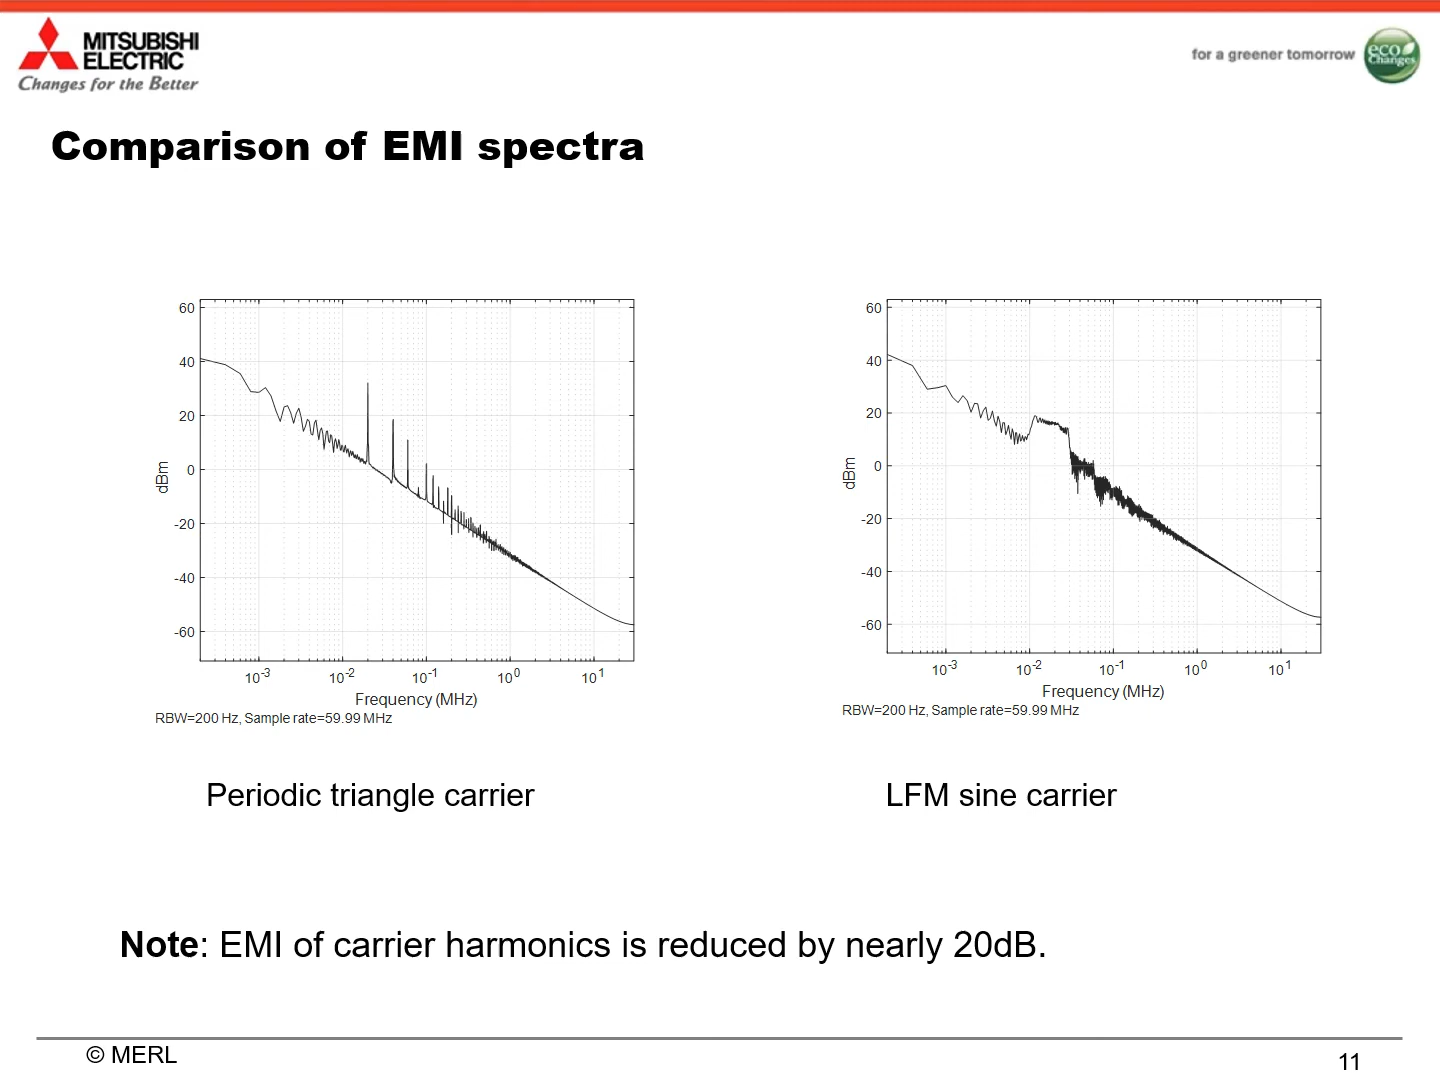 MITSUBISHI
ELECTRIC
Changes for the Better
for a greener tomorrow
eco
Changes
Comparison of EMI spectra
60
40
20
0
-20
-40
-60
dBm
10-3 10-2 10-1 100 101
Frequency (MHz)
RBW=200 Hz, Sample rate=59.99 MHz
Periodic triangle carrier
60
40
20
0
-20
-40
-60
dBm
10-3 10-2 10-1 100 101
Frequency (MHz)
RBW=200 Hz, Sample rate=59.99 MHz
LFM sine carrier
Note: EMI of carrier harmonics is reduced by nearly 20dB.
© MERL
11